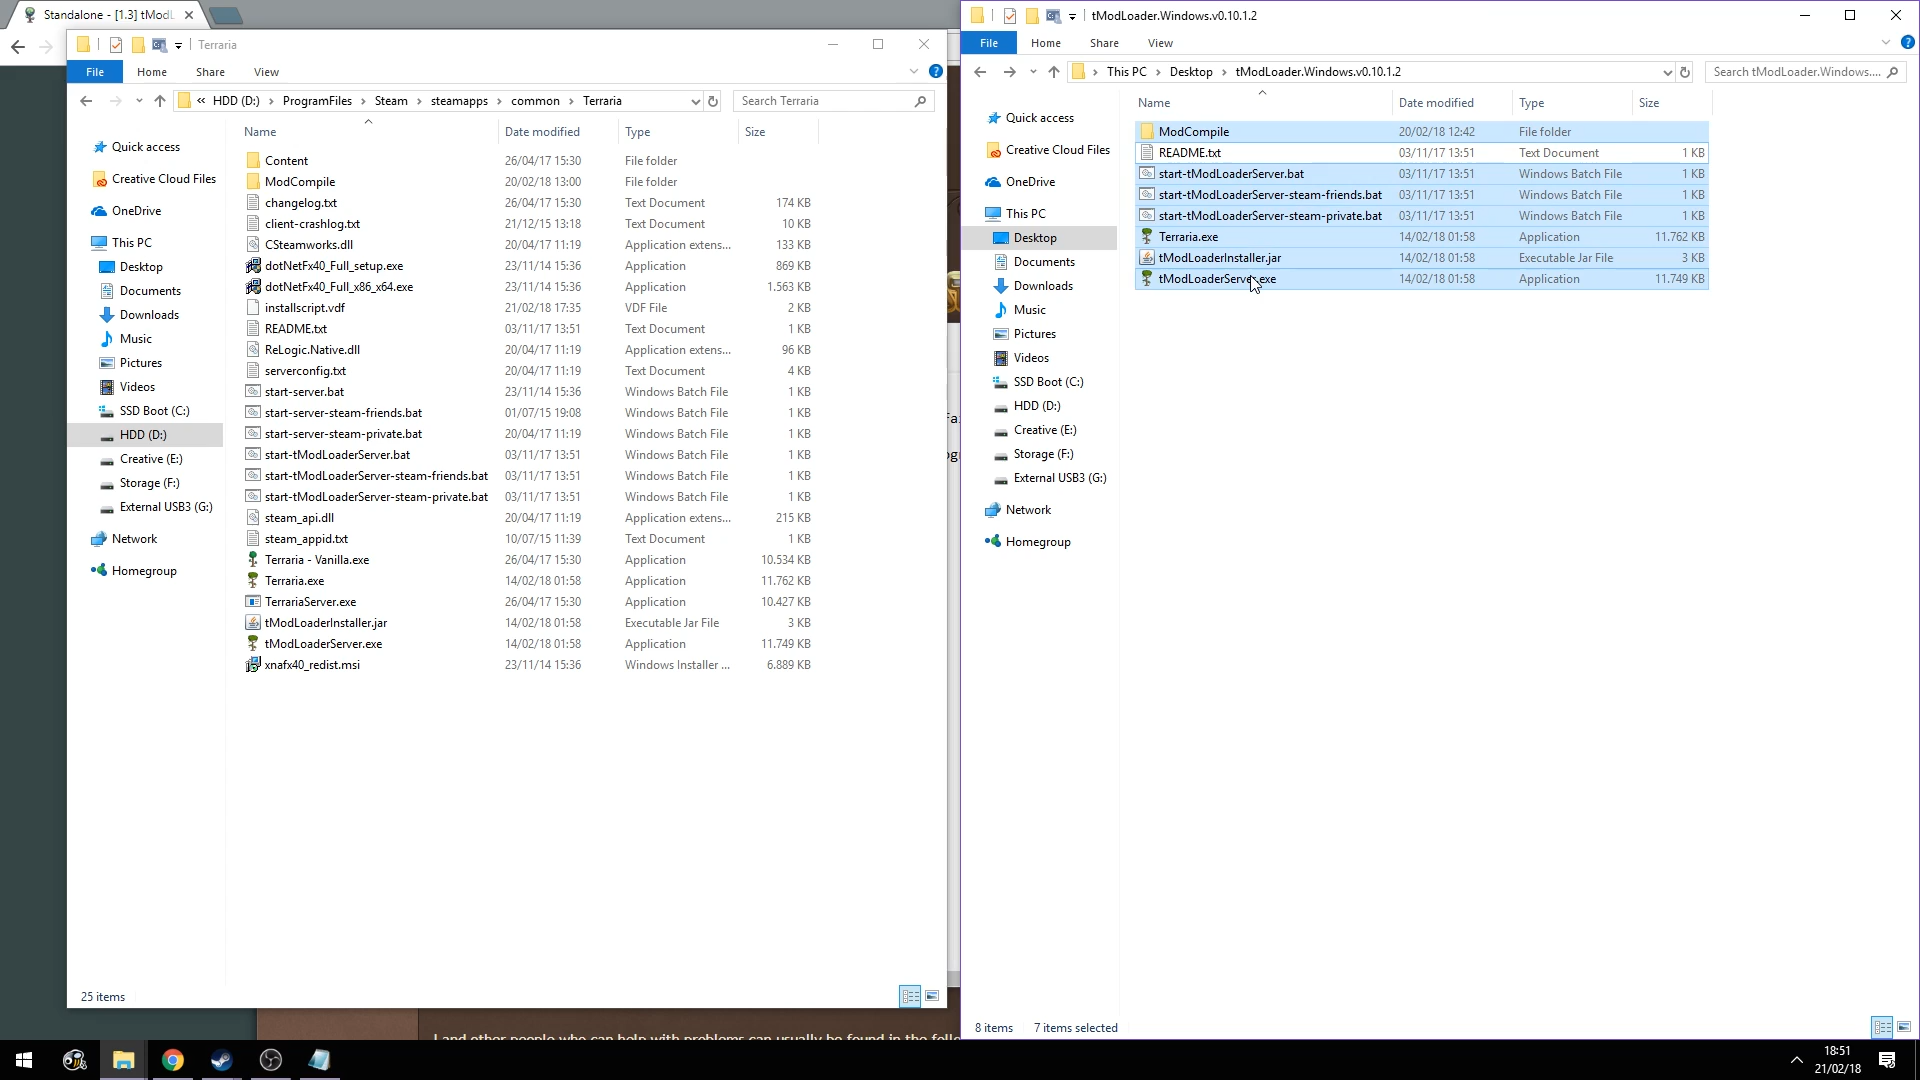 Standalone - [1.3] tModL
Terraria
File Home Share View
« HDD (D:) > ProgramFiles > Steam > steamapps > common > Terraria
Search Terraria
Quick access
Creative Cloud Files
OneDrive
This PC
Desktop
Documents
Downloads
Music
Pictures
Videos
SSD Boot (C:)
HDD (D:)
Creative (E:)
Storage (F:)
External USB3 (G:)
Network
Homegroup
Name Date modified Type Size
Content 26/04/17 15:30 File folder
ModCompile 20/02/18 13:00 File folder
changelog.txt 26/04/17 15:30 Text Document 174 KB
client-crashlog.txt 21/12/15 13:18 Text Document 10 KB
CSteamworks.dll 20/04/17 11:19 Application extens... 133 KB
dotNetFx40_Full_setup.exe 23/11/14 15:36 Application 869 KB
dotNetFx40_Full_x86_x64.exe 23/11/14 15:36 Application 1.563 KB
installscript.vdf 21/02/18 17:35 VDF File 2 KB
README.txt 03/11/17 13:51 Text Document 1 KB
ReLogic.Native.dll 20/04/17 11:19 Application extens... 96 KB
serverconfig.txt 20/04/17 11:19 Text Document 4 KB
start-server.bat 23/11/14 15:36 Windows Batch File 1 KB
start-server-steam-friends.bat 01/07/15 19:08 Windows Batch File 1 KB
start-server-steam-private.bat 20/04/17 11:19 Windows Batch File 1 KB
start-tModLoaderServer.bat 03/11/17 13:51 Windows Batch File 1 KB
start-tModLoaderServer-steam-friends.bat 03/11/17 13:51 Windows Batch File 1 KB
start-tModLoaderServer-steam-private.bat 03/11/17 13:51 Windows Batch File 1 KB
steam_api.dll 20/04/17 11:19 Application extens... 215 KB
steam_appid.txt 10/07/15 11:39 Text Document 1 KB
Terraria - Vanilla.exe 26/04/17 15:30 Application 10.534 KB
Terraria.exe 14/02/18 01:58 Application 11.762 KB
TerrariaServer.exe 26/04/17 15:30 Application 10.427 KB
tModLoaderInstaller.jar 14/02/18 01:58 Executable Jar File 3 KB
tModLoaderServer.exe 14/02/18 01:58 Application 11.749 KB
xnafx40_redist.msi 23/11/14 15:36 Windows Installer ... 6.889 KB
25 items
tModLoader.Windows.v0.10.1.2
File Home Share View
> This PC > Desktop > tModLoader.Windows.v0.10.1.2
Search tModLoader.Windows....
Quick access
Creative Cloud Files
OneDrive
This PC
Desktop
Documents
Downloads
Music
Pictures
Videos
SSD Boot (C:)
HDD (D:)
Creative (E:)
Storage (F:)
External USB3 (G:)
Network
Homegroup
Name Date modified Type Size
ModCompile 20/02/18 12:42 File folder
README.txt 03/11/17 13:51 Text Document 1 KB
start-tModLoaderServer.bat 03/11/17 13:51 Windows Batch File 1 KB
start-tModLoaderServer-steam-friends.bat 03/11/17 13:51 Windows Batch File 1 KB
start-tModLoaderServer-steam-private.bat 03/11/17 13:51 Windows Batch File 1 KB
Terraria.exe 14/02/18 01:58 Application 11.762 KB
tModLoaderInstaller.jar 14/02/18 01:58 Executable Jar File 3 KB
tModLoaderServer.exe 14/02/18 01:58 Application 11.749 KB
8 items 7 items selected
I and other people who can help with problems can usually be found in the foll
18:51
21/02/18